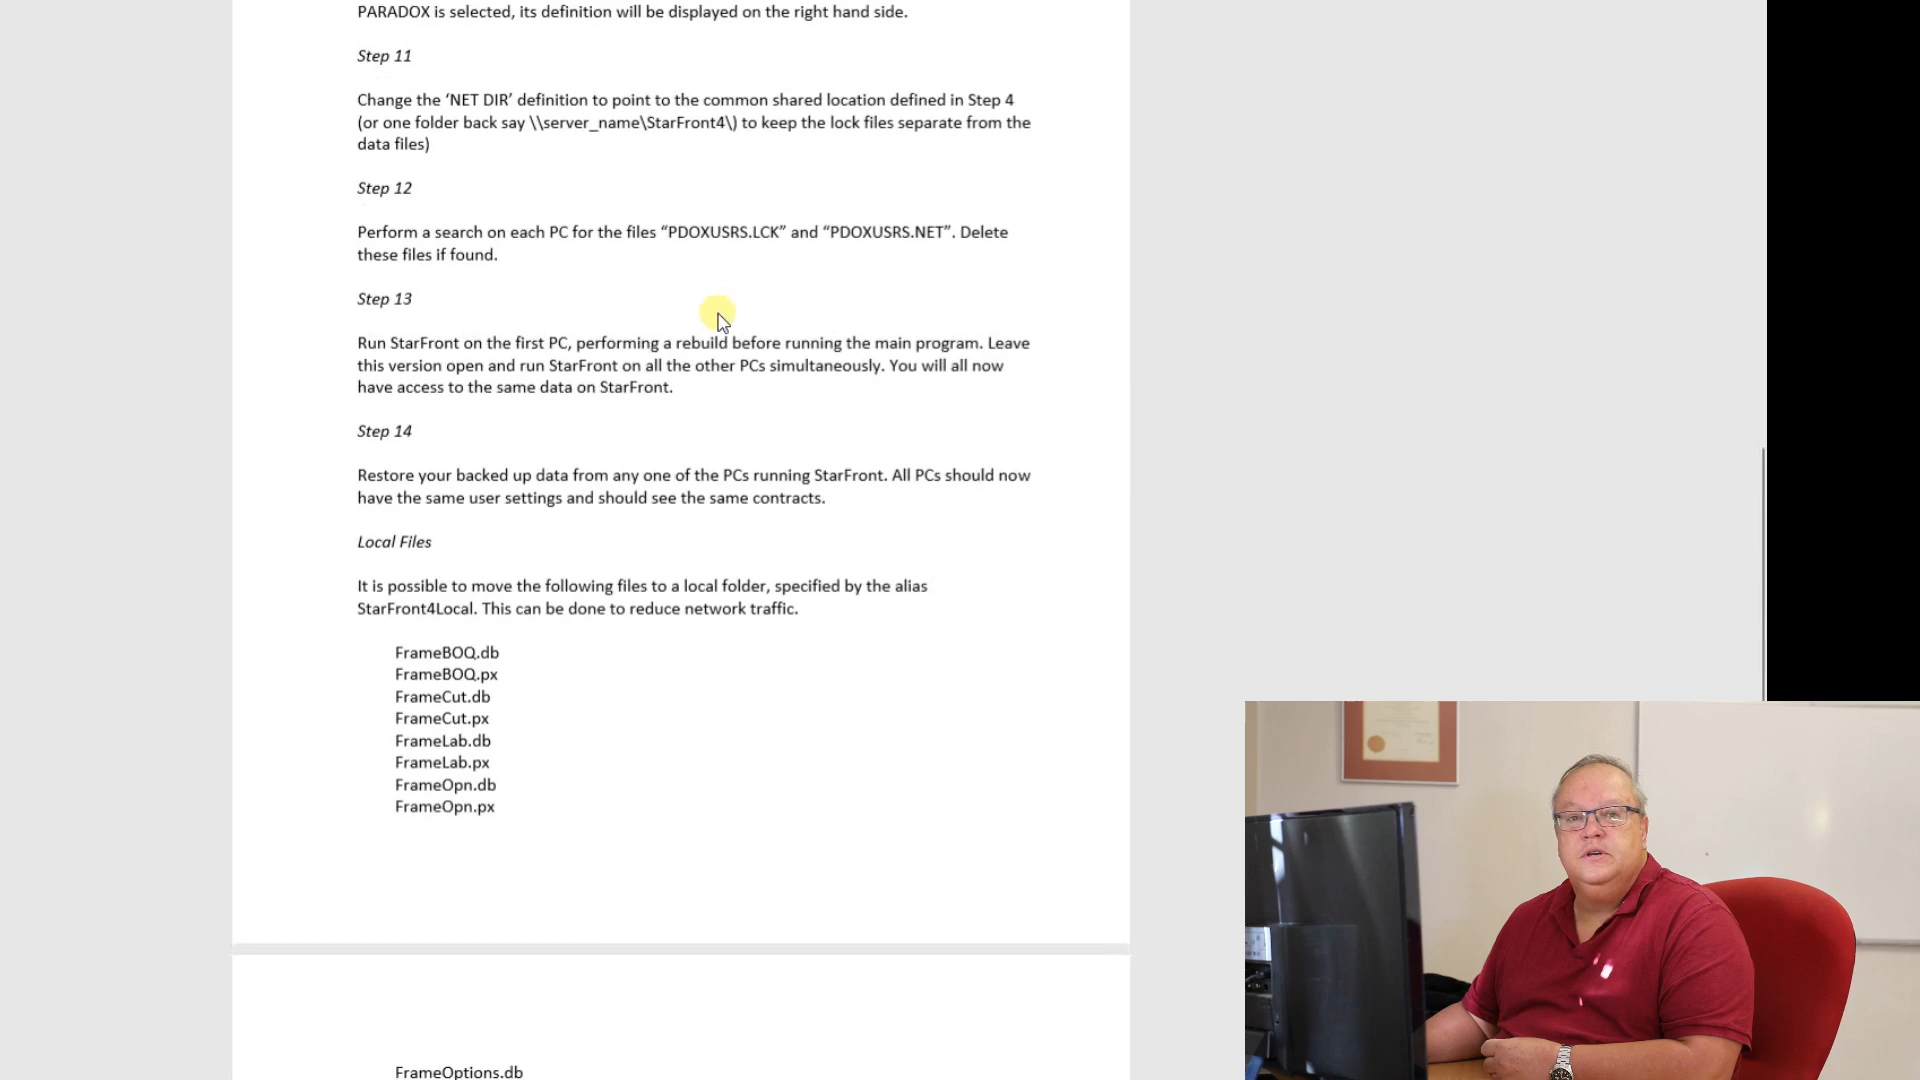 PARADOX is selected, its definition will be displayed on the right hand side.
Step 11
Change the ‘NET DIR’ definition to point to the common shared location defined in Step 4
(or one folder back say \\server_name\StarFront4\) to keep the lock files separate from the
data files)
Step 12
Perform a search on each PC for the files “PDOXUSRS.LCK” and “PDOXUSRS.NET”. Delete
these files if found.
Step 13
Run StarFront on the first PC, performing a rebuild before running the main program. Leave
this version open and run StarFront on all the other PCs simultaneously. You will all now
have access to the same data on StarFront.
Step 14
Restore your backed up data from any one of the PCs running StarFront. All PCs should now
have the same user settings and should see the same contracts.
Local Files
It is possible to move the following files to a local folder, specified by the alias
StarFront4Local. This can be done to reduce network traffic.
FrameBOQ.db
FrameBOQ.px
FrameCut.db
FrameCut.px
FrameLab.db
FrameLab.px
FrameOpn.db
FrameOpn.px
FrameOptions.db